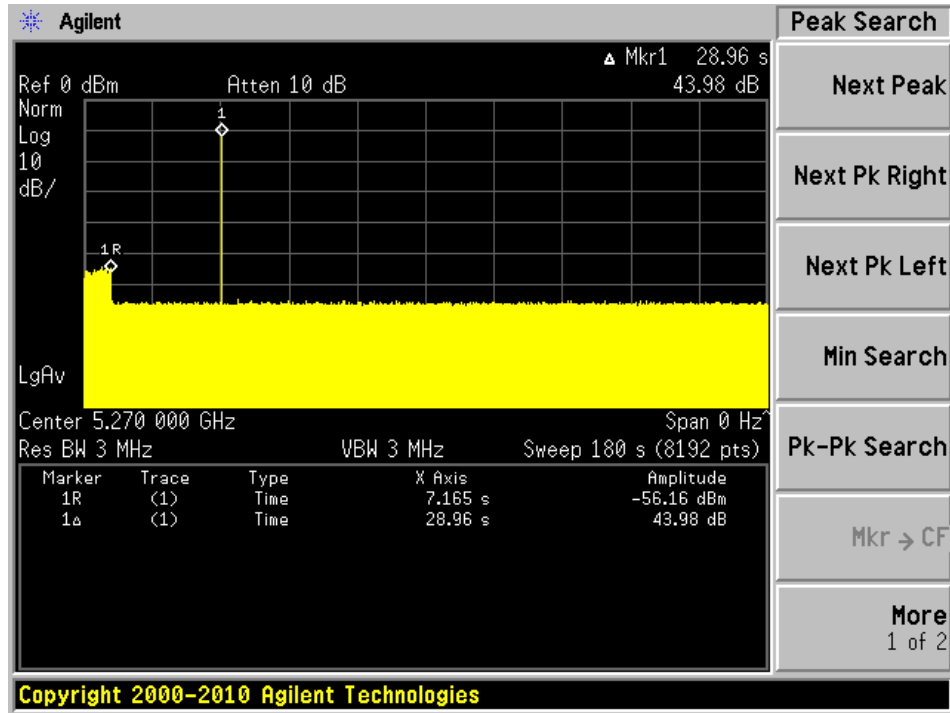 Agilent
Peak Search
Δ Mkr1 28.96 s
Ref 0 dBm Atten 10 dB 43.98 dB
Norm
Log
10
dB/
1
1R
LgAv
Center 5.270 000 GHz Span 0 Hz^
Res BW 3 MHz VBW 3 MHz Sweep 180 s (8192 pts)
Marker Trace Type X Axis Amplitude
1R (1) Time 7.165 s -56.16 dBm
1Δ (1) Time 28.96 s 43.98 dB
Next Peak
Next Pk Right
Next Pk Left
Min Search
Pk-Pk Search
Mkr → CF
More
1 of 2
Copyright 2000-2010 Agilent Technologies